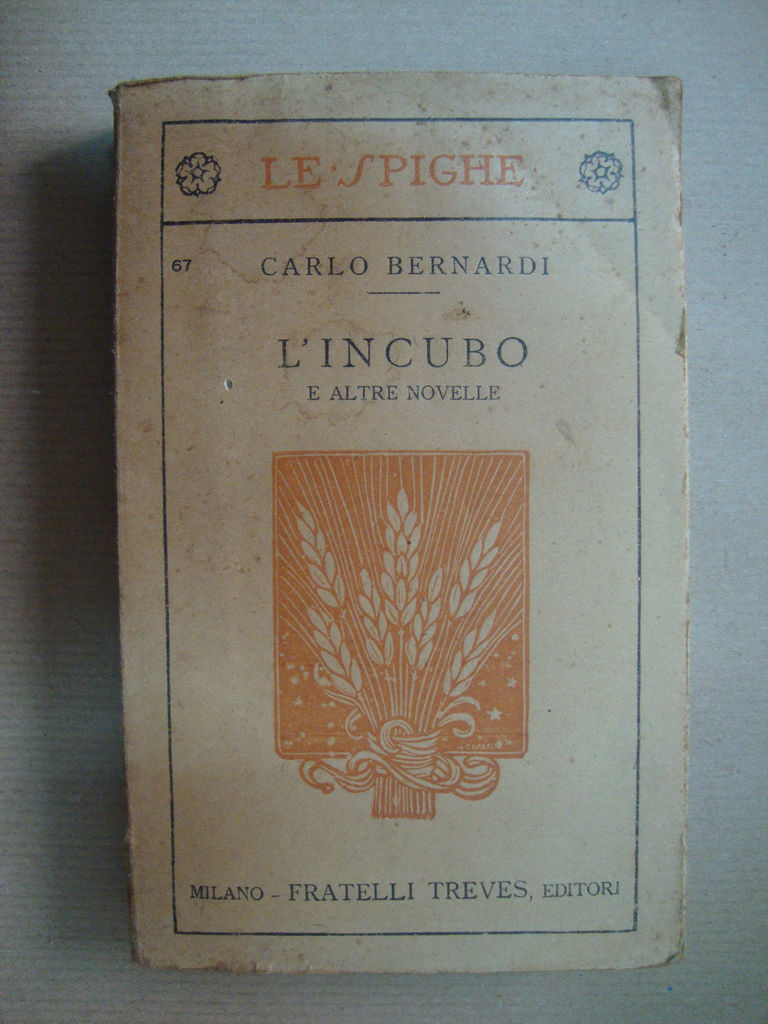 LE·SPIGHE
67
CARLO BERNARDI
L'INCUBO
E ALTRE NOVELLE
MILANO - FRATELLI TREVES, EDITORI